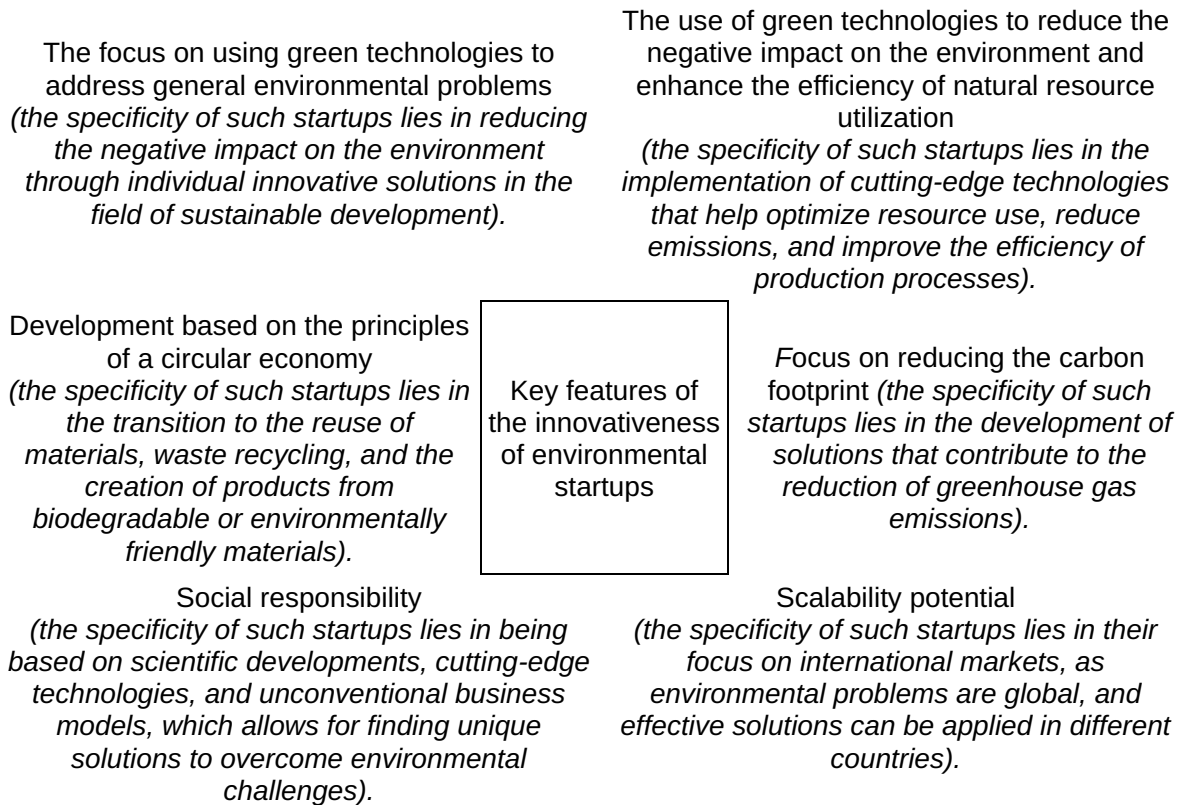 The focus on using green technologies to
address general environmental problems
(the specificity of such startups lies in reducing
the negative impact on the environment
through individual innovative solutions in the
field of sustainable development).
The use of green technologies to reduce the
negative impact on the environment and
enhance the efficiency of natural resource
utilization
(the specificity of such startups lies in the
implementation of cutting-edge technologies
that help optimize resource use, reduce
emissions, and improve the efficiency of
production processes).
Development based on the principles
of a circular economy
(the specificity of such startups lies in
the transition to the reuse of
materials, waste recycling, and the
creation of products from
biodegradable or environmentally
friendly materials).
Key features of
the innovativeness
of environmental
startups
Focus on reducing the carbon
footprint (the specificity of such
startups lies in the development of
solutions that contribute to the
reduction of greenhouse gas
emissions).
Social responsibility
(the specificity of such startups lies in being
based on scientific developments, cutting-edge
technologies, and unconventional business
models, which allows for finding unique
solutions to overcome environmental
challenges).
Scalability potential
(the specificity of such startups lies in their
focus on international markets, as
environmental problems are global, and
effective solutions can be applied in different
countries).